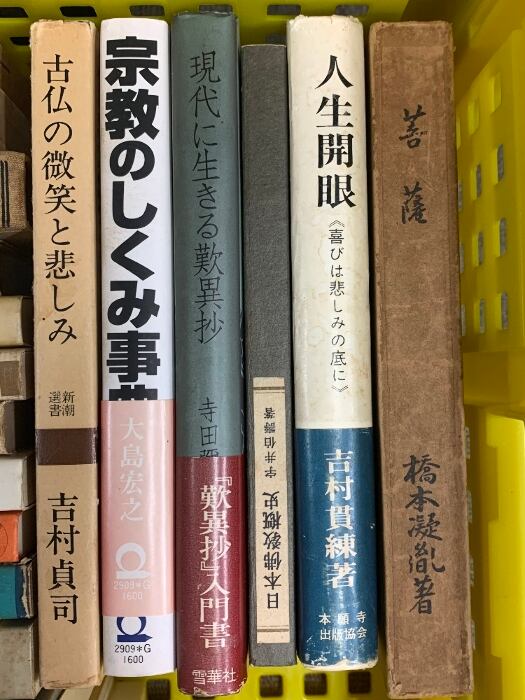 古仏の微笑と悲しみ
新潮
選書
吉村貞司
宗教のしくみ事典
大島宏之
2909*G
1600
2909*G
1600
現代に生きる歎異抄
寺田
『歎異抄』入門書
雪華社
日本佛教概史
宇井伯壽著
人生開眼
《喜びは悲しみの底に》
吉村貫練著
本願寺
出版協会
菩薩
橋本凝胤著